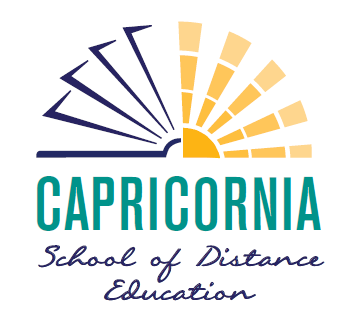 CAPRICORNIA
School of Distance
Education